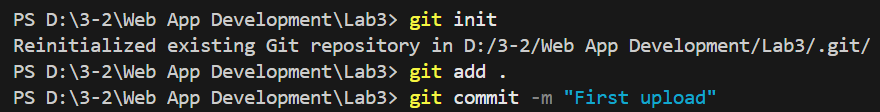 PS D:\3-2\Web App Development\Lab3> git init
Reinitialized existing Git repository in D:/3-2/Web App Development/Lab3/.git/
PS D:\3-2\Web App Development\Lab3> git add .
PS D:\3-2\Web App Development\Lab3> git commit -m "First upload"